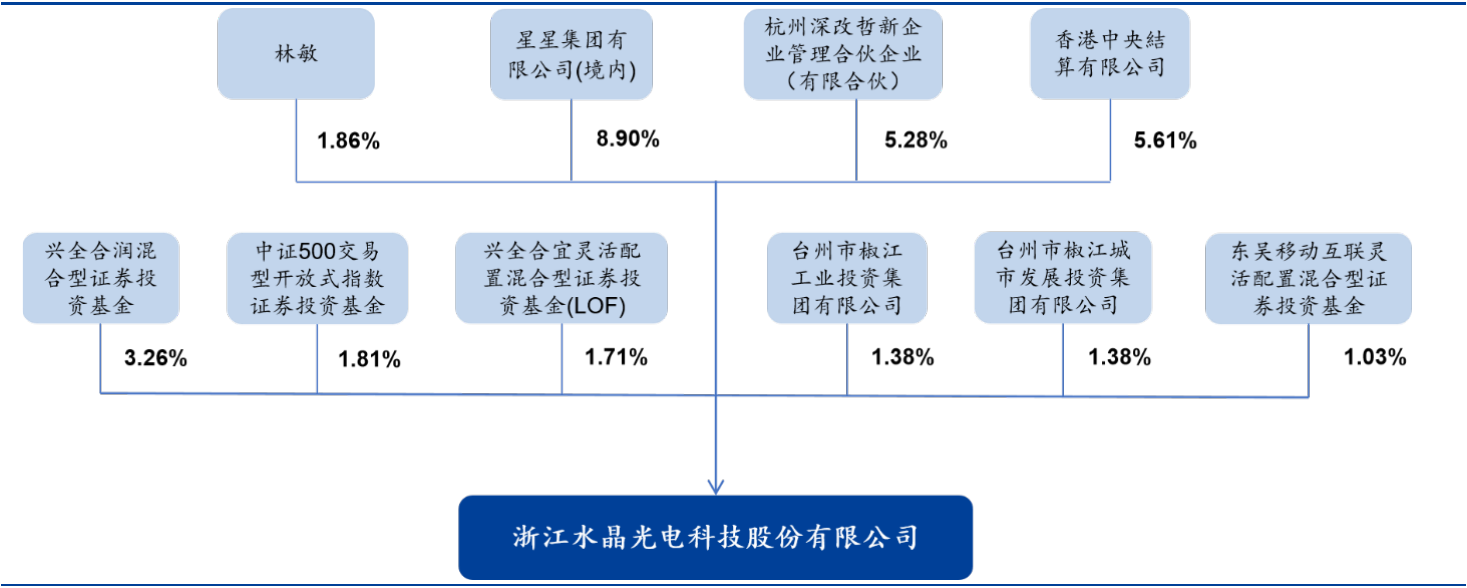 林敏
星星集团有
限公司(境内)
杭州深改哲新企
业管理合伙企业
（有限合伙）
香港中央结
算有限公司
1.86%
8.90%
5.28%
5.61%
兴全合润混
合型证券投
资基金
中证500交易
型开放式指数
证券投资基金
兴全合宜灵活配
置混合型证券投
资基金(LOF)
台州市椒江
工业投资集
团有限公司
台州市椒江城
市发展投资集
团有限公司
东吴移动互联灵
活配置混合型证
券投资基金
3.26%
1.81%
1.71%
1.38%
1.38%
1.03%
浙江水晶光电科技股份有限公司